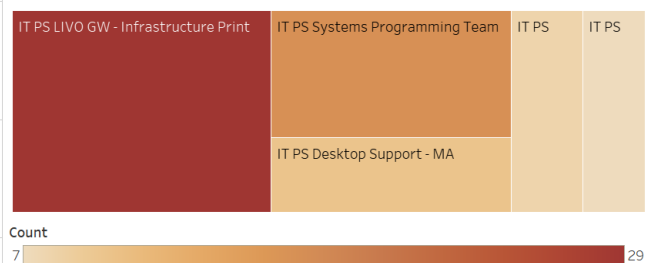 IT PS LIVO GW - Infrastructure Print
IT PS Systems Programming Team
IT PS
IT PS
IT PS Desktop Support - MA
Count
7
29